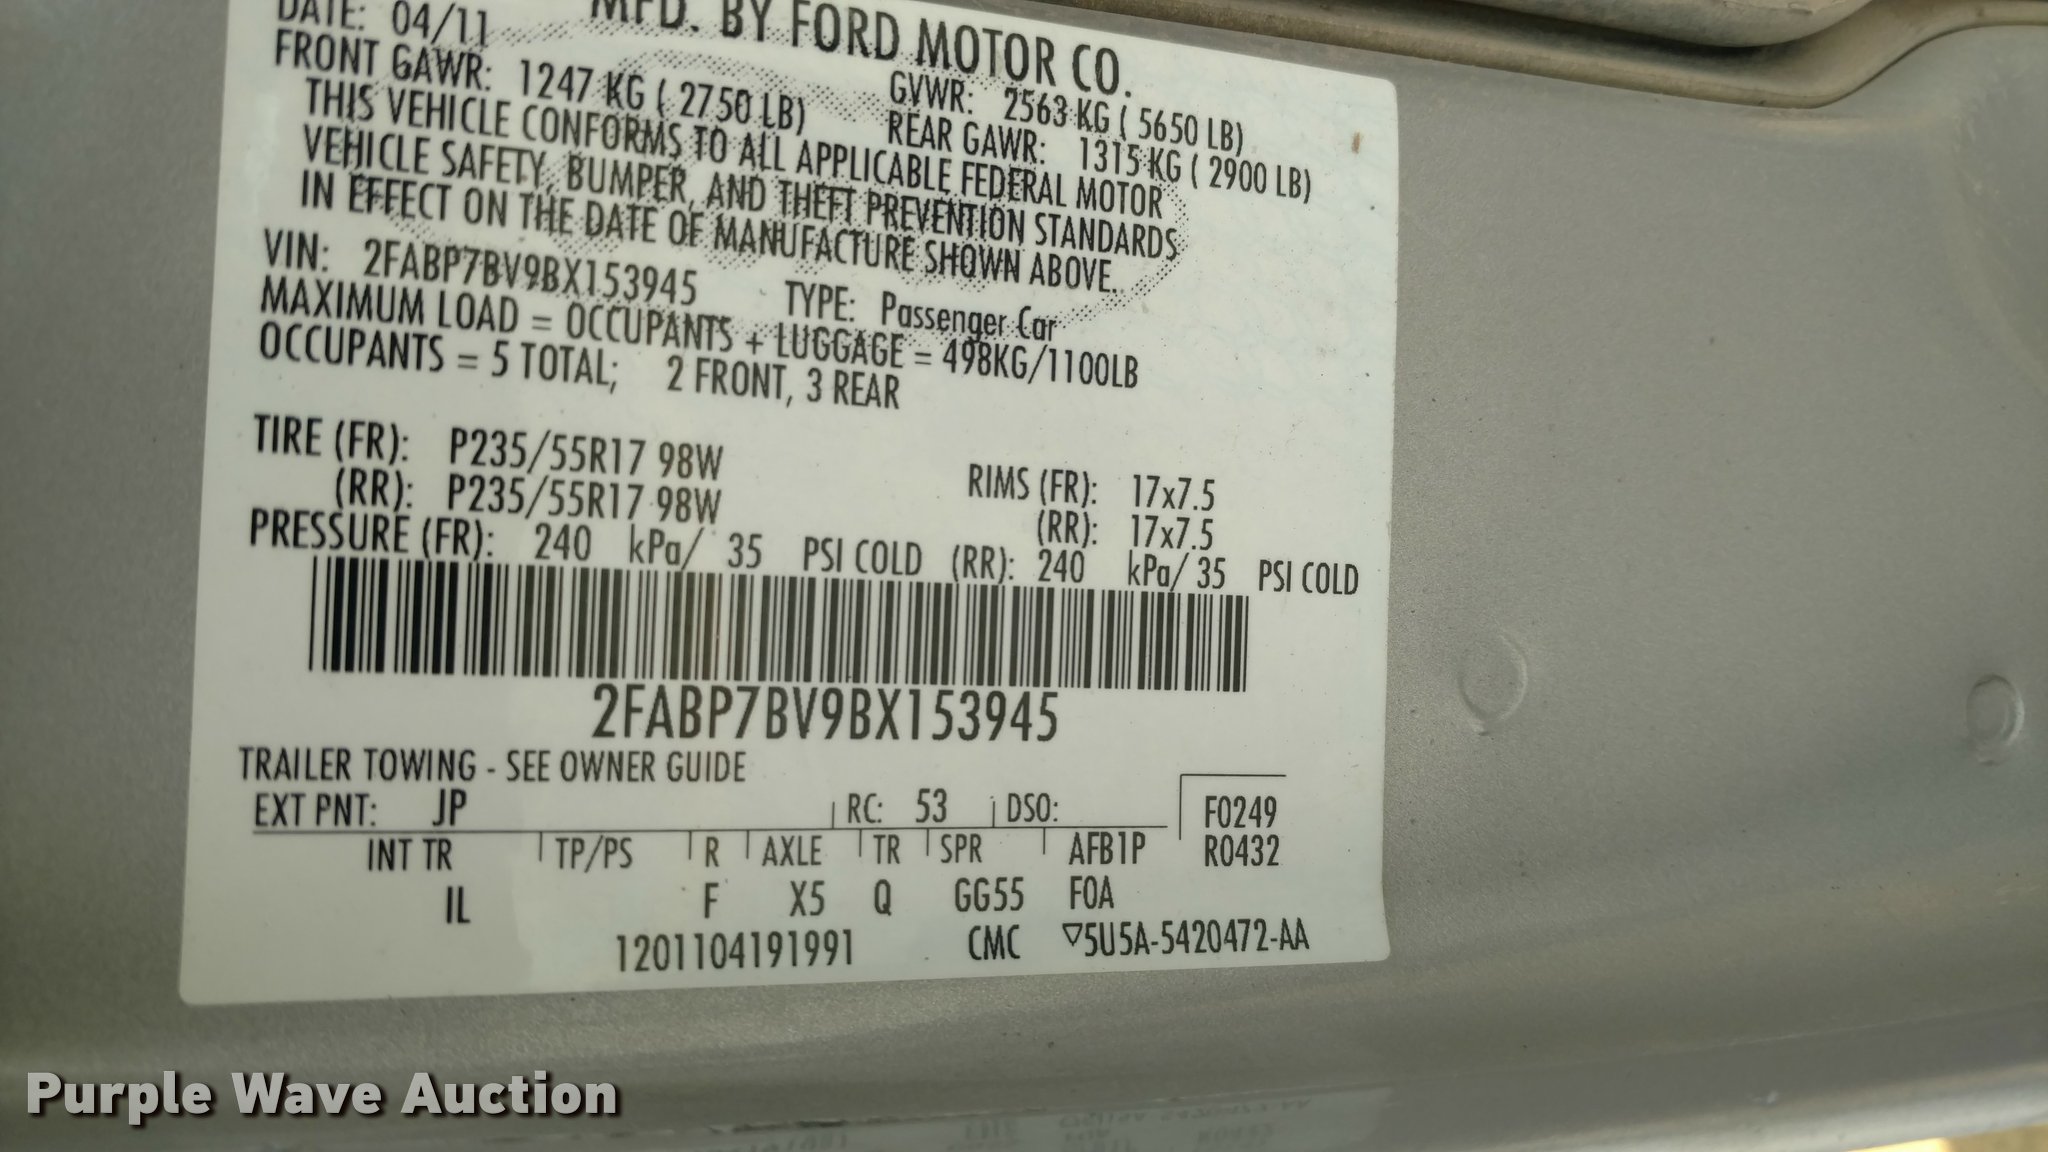 DATE: 04/11 MFD. BY FORD MOTOR CO.
FRONT GAWR: 1247 KG ( 2750 LB) GVWR: 2563 KG ( 5650 LB)
REAR GAWR: 1315 KG ( 2900 LB)
THIS VEHICLE CONFORMS TO ALL APPLICABLE FEDERAL MOTOR
VEHICLE SAFETY, BUMPER, AND THEFT PREVENTION STANDARDS
IN EFFECT ON THE DATE OF MANUFACTURE SHOWN ABOVE.
VIN: 2FABP7BV9BX153945 TYPE: Passenger Car
MAXIMUM LOAD = OCCUPANTS + LUGGAGE = 498KG/1100LB
OCCUPANTS = 5 TOTAL; 2 FRONT, 3 REAR
TIRE (FR): P235/55R17 98W RIMS (FR): 17x7.5
(RR): P235/55R17 98W (RR): 17x7.5
PRESSURE (FR): 240 kPa/ 35 PSI COLD (RR): 240 kPa/ 35 PSI COLD
2FABP7BV9BX153945
TRAILER TOWING - SEE OWNER GUIDE
EXT PNT: JP RC: 53 DSO: F0249
INT TR TP/PS R AXLE TR SPR AFB1P R0432
IL F X5 Q GG55 FOA
1201104191991 CMC ▽5U5A-5420472-AA
Purple Wave Auction